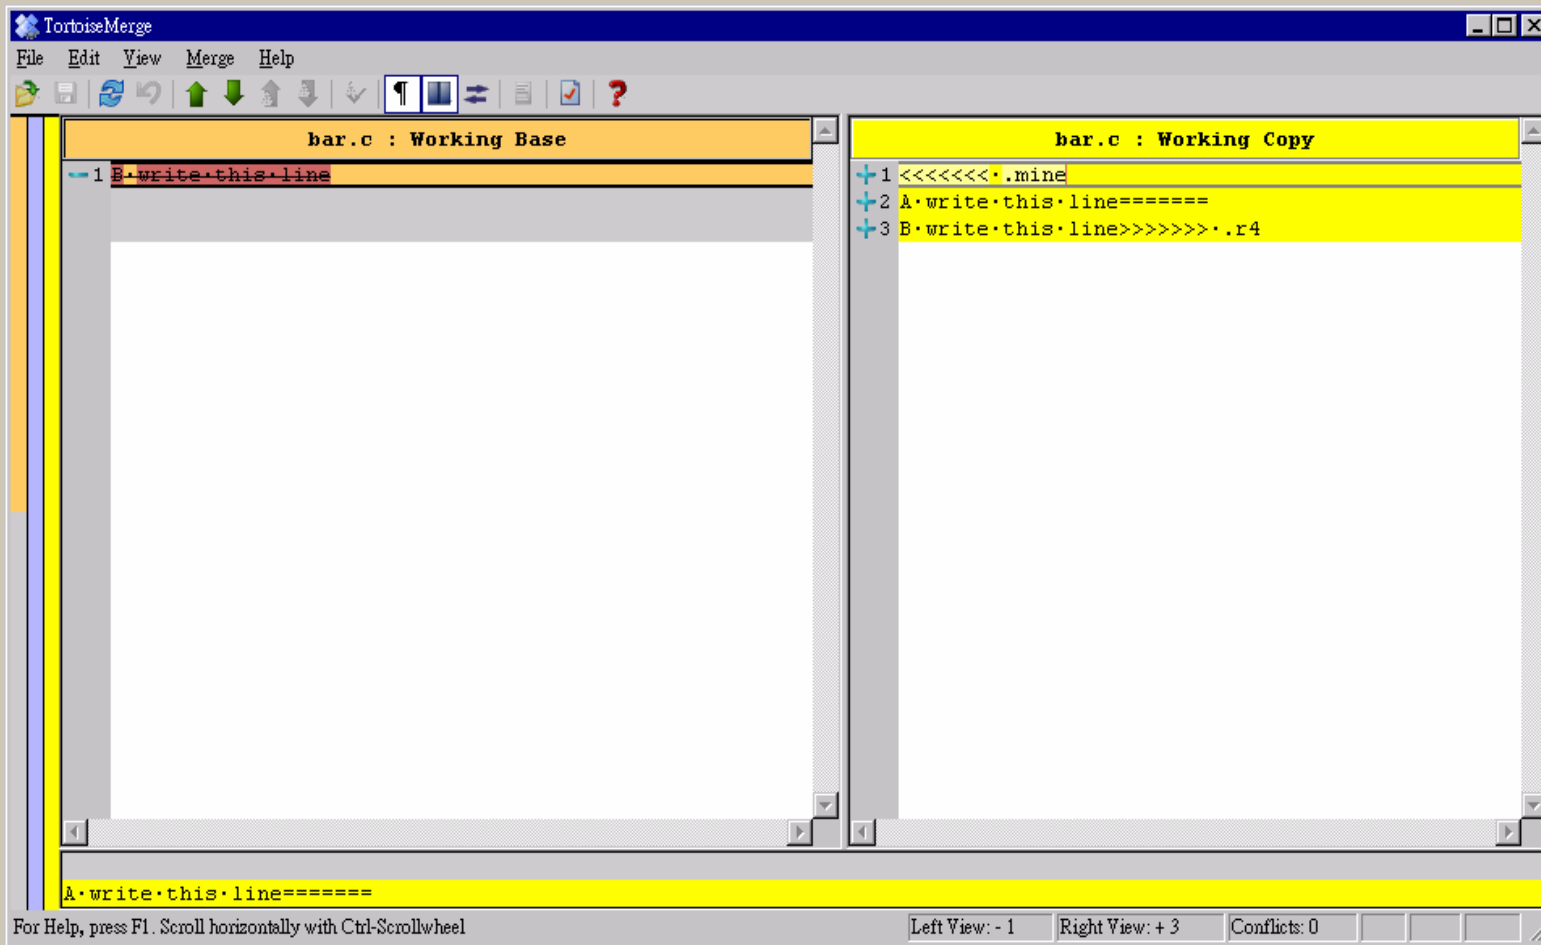 TortoiseMerge
File Edit View Merge Help
bar.c : Working Base
bar.c : Working Copy
1 B·write·this·line
1 <<<<<<<·.mine
2 A·write·this·line=======
3 B·write·this·line>>>>>>>·.r4
A·write·this·line=======
For Help, press F1. Scroll horizontally with Ctrl-Scrollwheel
Left View: - 1
Right View: + 3
Conflicts: 0